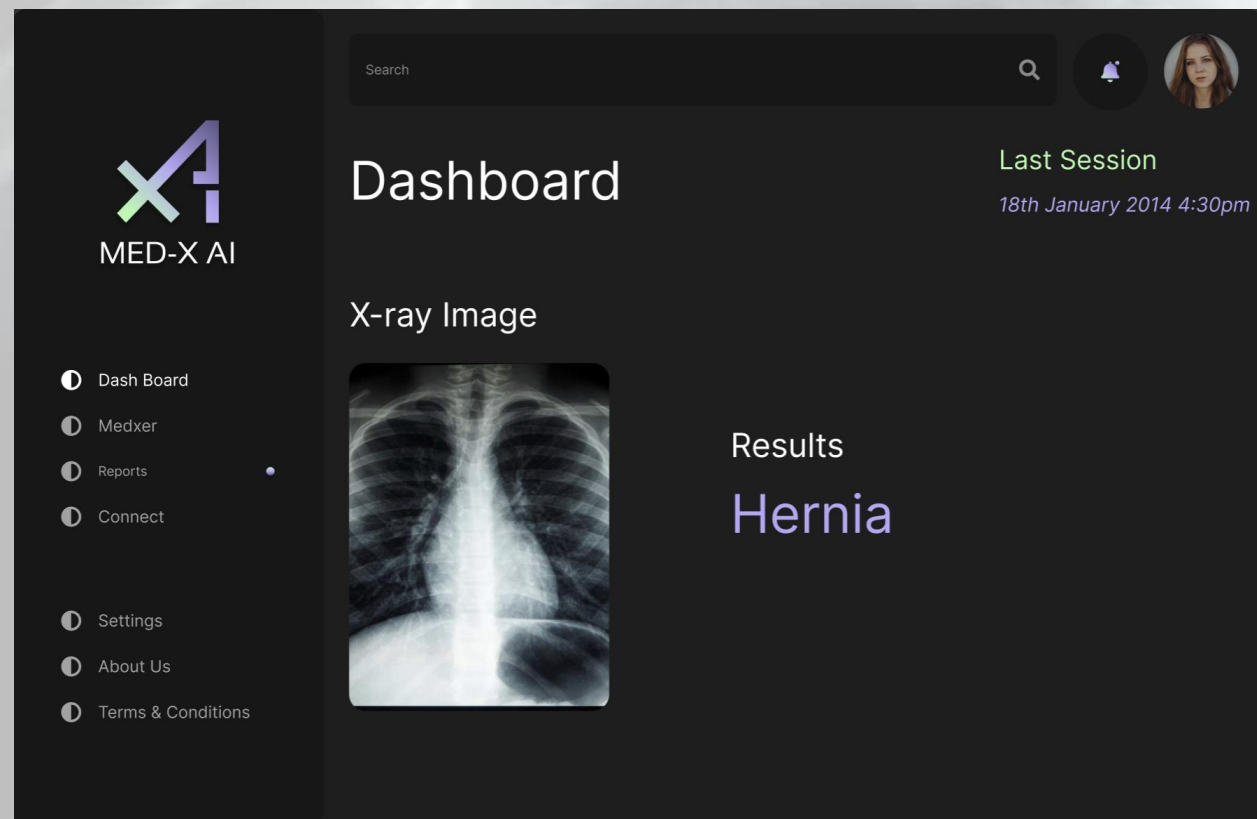 Search
MED-X AI
Dashboard
Last Session
18th January 2014 4:30pm
X-ray Image
Dash Board
Medxer
Reports
Connect
Settings
About Us
Terms & Conditions
Results
Hernia